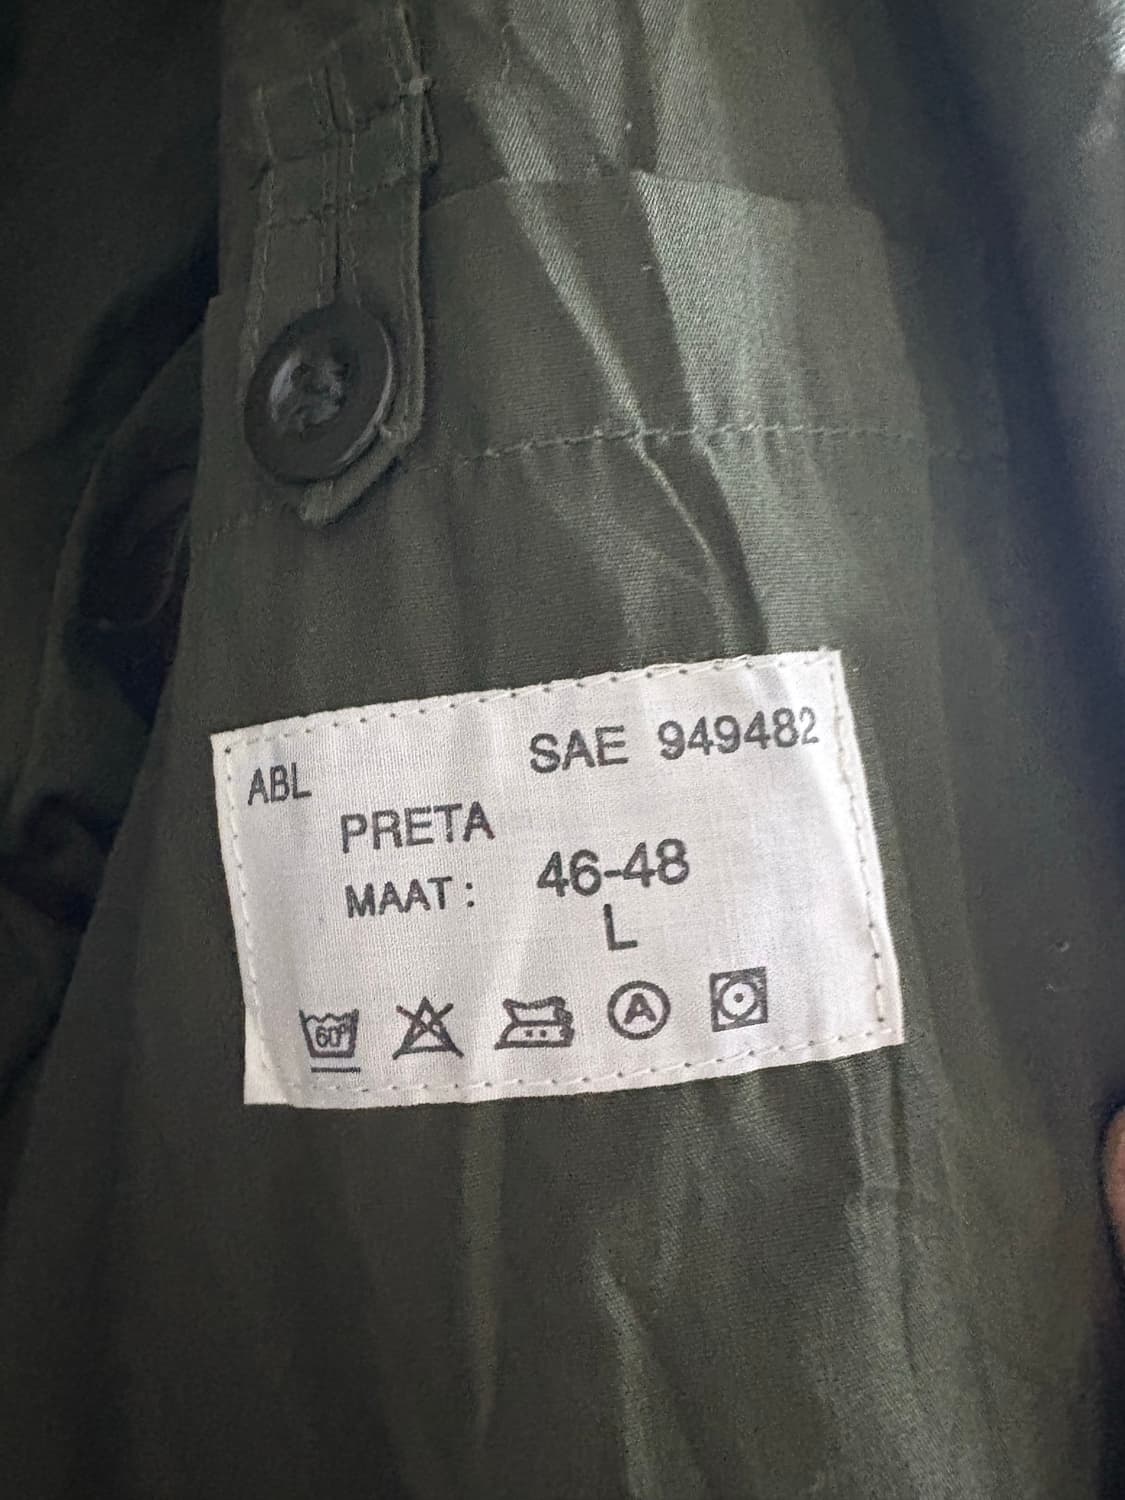 ABL SAE 949482
PRETA
MAAT: 46-48
L
60° A